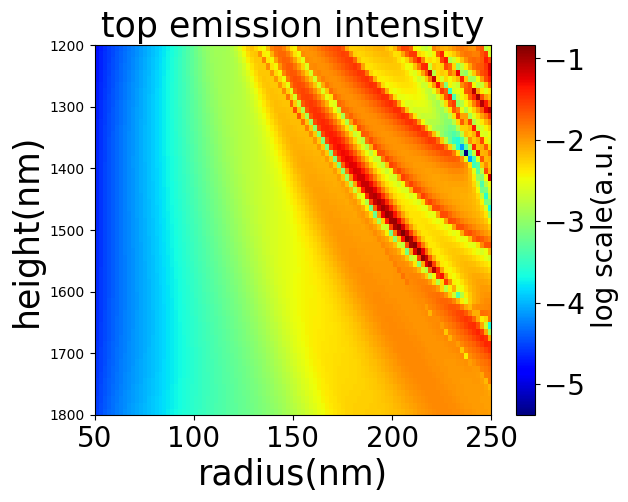 top emission intensity
1200
1300
1400
1500
1600
1700
1800
height(nm)
50 100 150 200 250
radius(nm)
−1
−2
−3
−4
−5
log scale(a.u.)